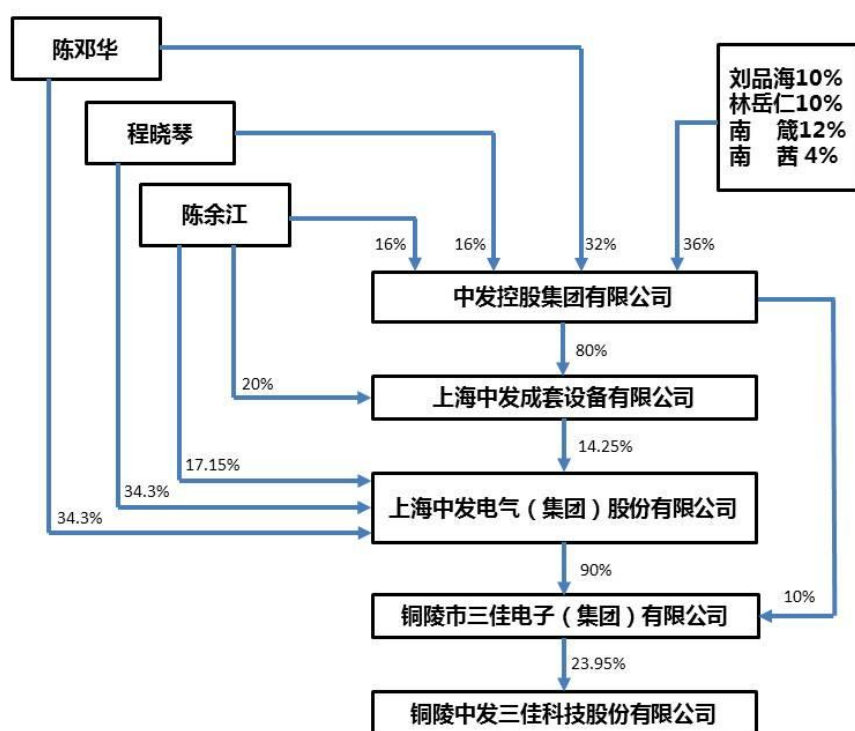 陈邓华
刘品海10%
林岳仁10%
南 箴12%
南 茜 4%
程晓琴
陈余江
16%
16%
32%
36%
中发控股集团有限公司
80%
20%
上海中发成套设备有限公司
14.25%
17.15%
34.3%
34.3%
上海中发电气（集团）股份有限公司
90%
10%
铜陵市三佳电子（集团）有限公司
23.95%
铜陵中发三佳科技股份有限公司